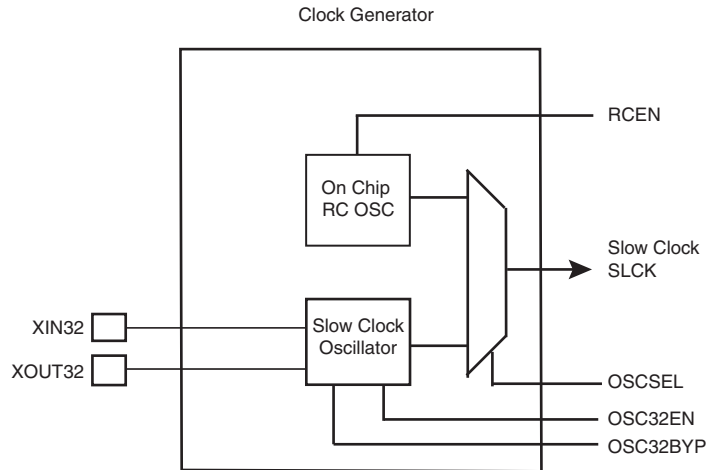 Clock Generator
RCEN
On Chip
RC OSC
Slow Clock
SLCK
XIN32
Slow Clock
Oscillator
XOUT32
OSCSEL
OSC32EN
OSC32BYP